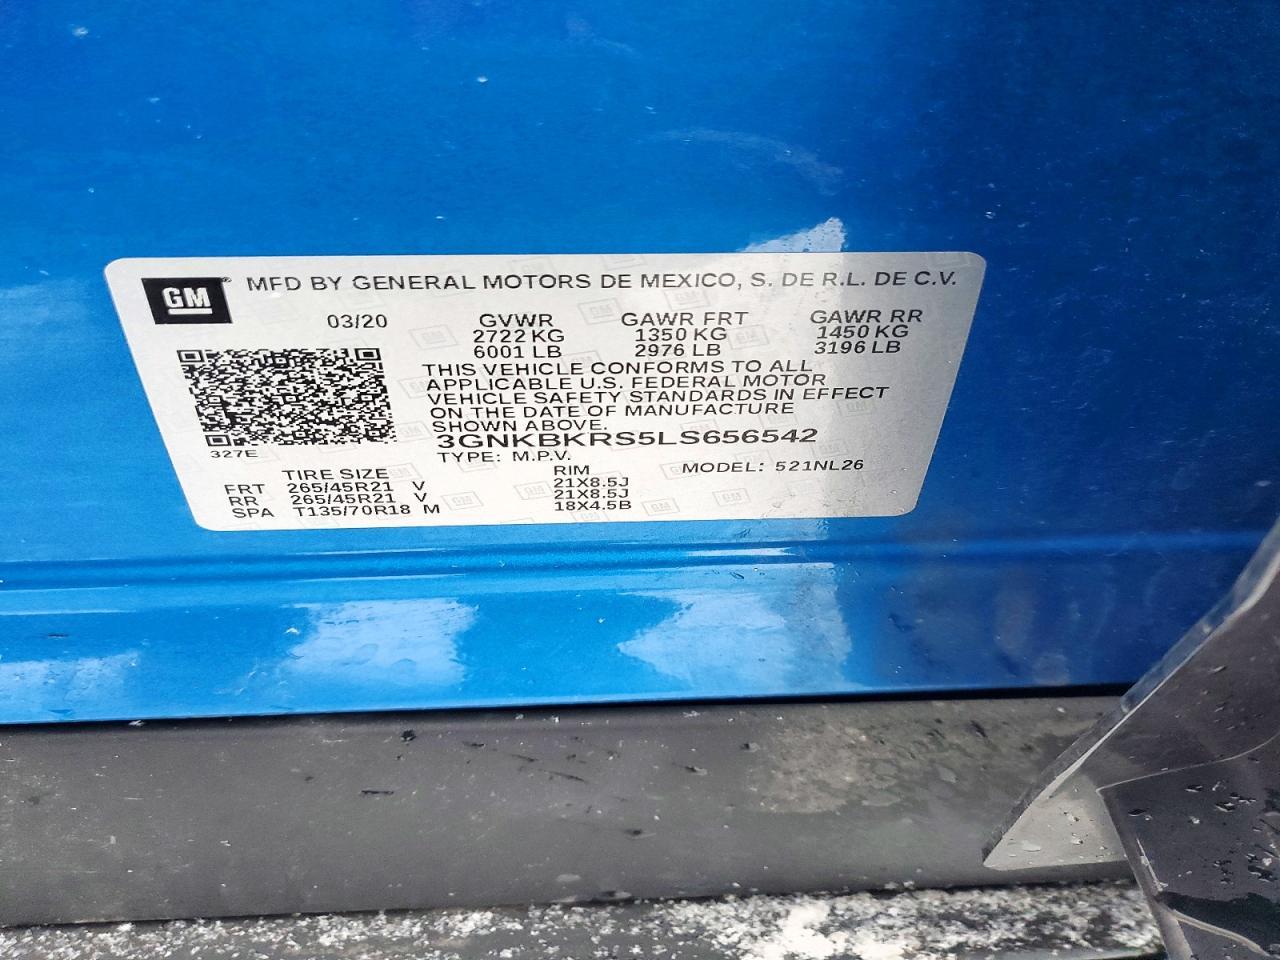 GM® MFD BY GENERAL MOTORS DE MEXICO, S. DE R.L. DE C.V.
03/20 GVWR GAWR FRT GAWR RR
2722 KG 1350 KG 1450 KG
6001 LB 2976 LB 3196 LB
THIS VEHICLE CONFORMS TO ALL
APPLICABLE U.S. FEDERAL MOTOR
VEHICLE SAFETY STANDARDS IN EFFECT
ON THE DATE OF MANUFACTURE
SHOWN ABOVE.
3GNKBKRS5LS656542
327E
TYPE: M.P.V. MODEL: 521NL26
TIRE SIZE RIM
FRT 265/45R21 V 21X8.5J
RR 265/45R21 V 21X8.5J
SPA T135/70R18 M 18X4.5B